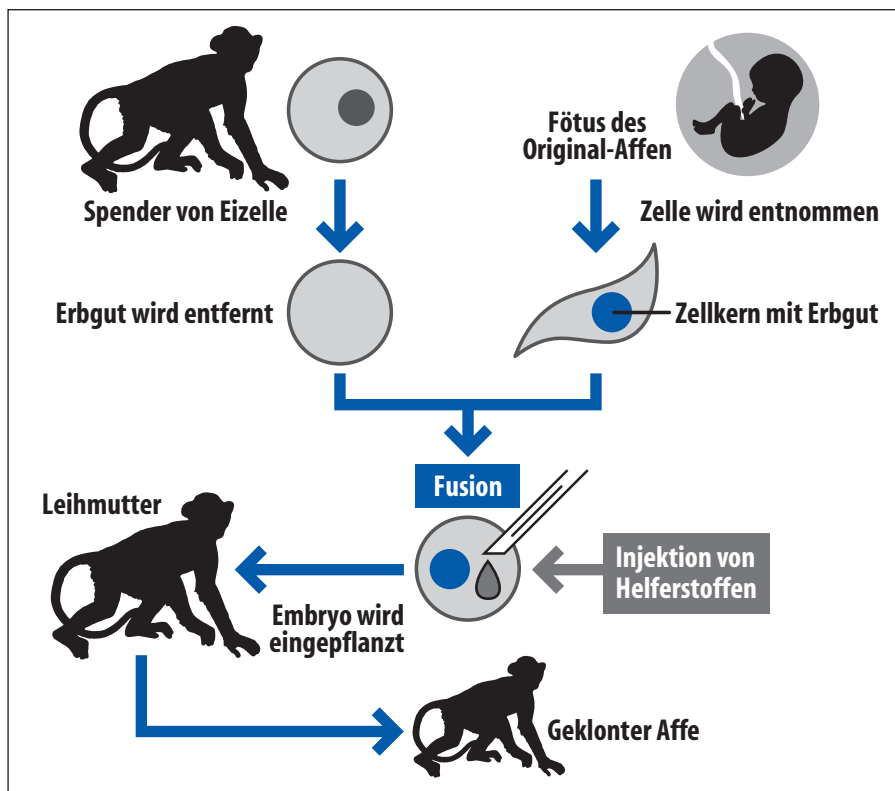 Fötus des
Original-Affen
Spender von Eizelle
Zelle wird entnommen
Erbgut wird entfernt
Zellkern mit Erbgut
Fusion
Leihmutter
Injektion von
Helferstoffen
Embryo wird
eingepflanzt
Geklonter Affe